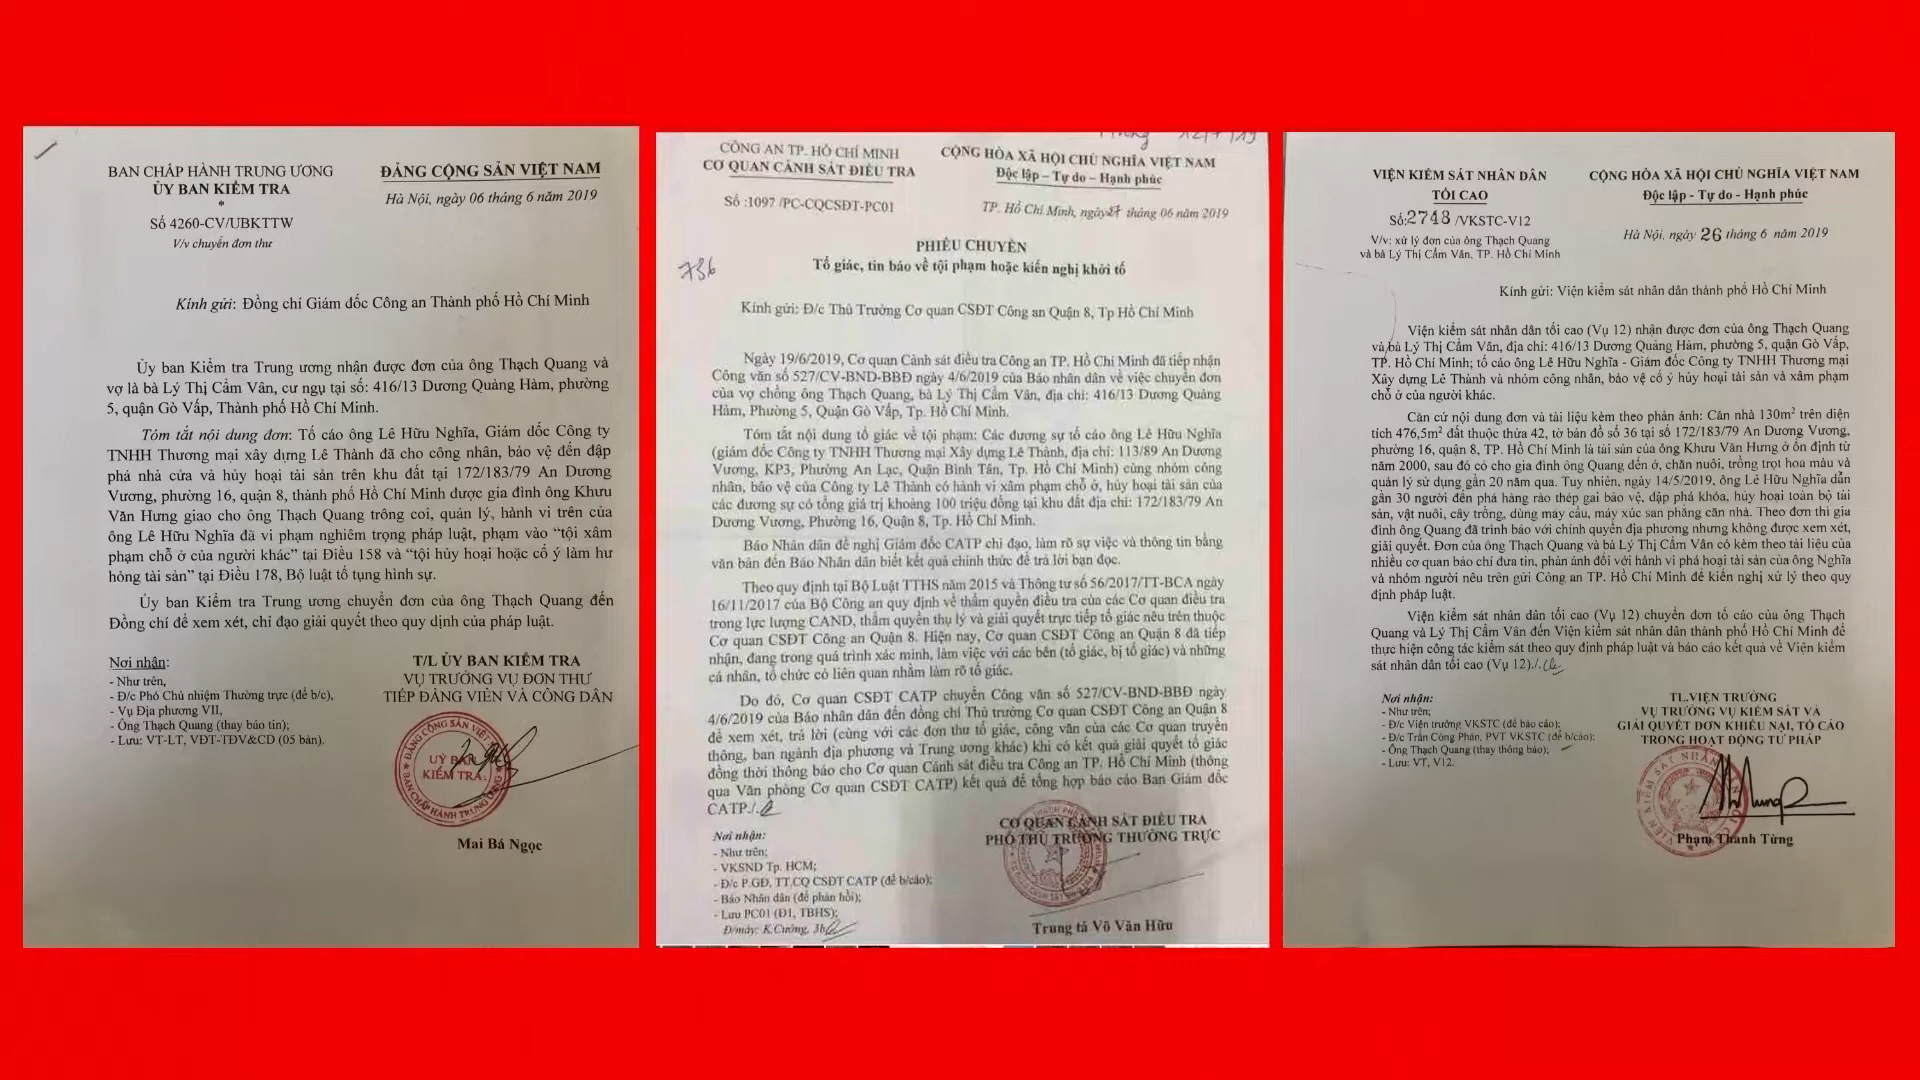 BAN CHẤP HÀNH TRUNG ƯƠNG
ỦY BAN KIỂM TRA
*
Số 4260-CV/UBKTTW
V/v chuyển đơn thư
ĐẢNG CỘNG SẢN VIỆT NAM
Hà Nội, ngày 06 tháng 6 năm 2019
Kính gửi: Đồng chí Giám đốc Công an Thành phố Hồ Chí Minh
Ủy ban Kiểm tra Trung ương nhận được đơn của ông Thạch Quang và
vợ là bà Lý Thị Cẩm Vân, cư ngụ tại số: 416/13 Dương Quảng Hàm, phường
5, quận Gò Vấp, Thành phố Hồ Chí Minh.
Tóm tắt nội dung đơn: Tố cáo ông Lê Hữu Nghĩa, Giám đốc Công ty
TNHH Thương mại xây dựng Lê Thành đã cho công nhân, bảo vệ đến đập
phá nhà cửa và hủy hoại tài sản trên khu đất tại 172/183/79 An Dương
Vương, phường 16, quận 8, thành phố Hồ Chí Minh được gia đình ông Khưu
Văn Hưng giao cho ông Thạch Quang trông coi, quản lý, hành vi trên của
ông Lê Hữu Nghĩa đã vi phạm nghiêm trọng pháp luật, phạm vào “tội xâm
phạm chỗ ở của người khác” tại Điều 158 và “tội hủy hoại hoặc cố ý làm hư
hỏng tài sản” tại Điều 178, Bộ luật tố tụng hình sự.
Ủy ban Kiểm tra Trung ương chuyển đơn của ông Thạch Quang đến
Đồng chí để xem xét, chỉ đạo giải quyết theo quy định của pháp luật.
Nơi nhận:
- Như trên,
- Đ/c Phó Chủ nhiệm Thường trực (để b/c),
- Vụ Địa phương VII,
- Ông Thạch Quang (thay báo tin);
- Lưu: VT-LT, VĐT-TĐV&CD (05 bản).
T/L ỦY BAN KIỂM TRA
VỤ TRƯỞNG VỤ ĐƠN THƯ
TIẾP ĐẢNG VIÊN VÀ CÔNG DÂN
ĐẢNG CỘNG SẢN VIỆT NAM
UỶ BAN
KIỂM TRA
BAN CHẤP HÀNH TRUNG ƯƠNG
Mai Bá Ngọc
CÔNG AN TP. HỒ CHÍ MINH
CƠ QUAN CẢNH SÁT ĐIỀU TRA
Số :1097 /PC-CQCSĐT-PC01
CỘNG HÒA XÃ HỘI CHỦ NGHĨA VIỆT NAM
Độc lập – Tự do – Hạnh phúc
TP. Hồ Chí Minh, ngày 27 tháng 06 năm 2019
736
PHIẾU CHUYỂN
Tố giác, tin báo về tội phạm hoặc kiến nghị khởi tố
Kính gửi: Đ/c Thủ Trưởng Cơ quan CSĐT Công an Quận 8, Tp Hồ Chí Minh
Ngày 19/6/2019, Cơ quan Cảnh sát điều tra Công an TP. Hồ Chí Minh đã tiếp nhận
Công văn số 527/CV-BND-BBĐ ngày 4/6/2019 của Báo nhân dân về việc chuyển đơn
của vợ chồng ông Thạch Quang, bà Lý Thị Cẩm Vân, địa chỉ: 416/13 Dương Quảng
Hàm, Phường 5, Quận Gò Vấp, Tp. Hồ Chí Minh.
Tóm tắt nội dung tố giác về tội phạm: Các đương sự tố cáo ông Lê Hữu Nghĩa
(giám đốc Công ty TNHH Thương mại Xây dựng Lê Thành, địa chỉ: 113/89 An Dương
Vương, KP3, Phường An Lạc, Quận Bình Tân, Tp. Hồ Chí Minh) cùng nhóm công
nhân, bảo vệ của Công ty Lê Thành có hành vi xâm phạm chỗ ở, hủy hoại tài sản của
các đương sự có tổng giá trị khoảng 100 triệu đồng tại khu đất địa chỉ: 172/183/79 An
Dương Vương, Phường 16, Quận 8, Tp. Hồ Chí Minh.
Báo Nhân dân đề nghị Giám đốc CATP chỉ đạo, làm rõ sự việc và thông tin bằng
văn bản đến Báo Nhân dân biết kết quả chính thức để trả lời bạn đọc.
Theo quy định tại Bộ Luật TTHS năm 2015 và Thông tư số 56/2017/TT-BCA ngày
16/11/2017 của Bộ Công an quy định về thẩm quyền điều tra của các Cơ quan điều tra
trong lực lượng CAND, thẩm quyền thụ lý và giải quyết trực tiếp tố giác nêu trên thuộc
Cơ quan CSĐT Công an Quận 8. Hiện nay, Cơ quan CSĐT Công an Quận 8 đã tiếp
nhận, đang trong quá trình xác minh, làm việc với các bên (tố giác, bị tố giác) và những
cá nhân, tổ chức có liên quan nhằm làm rõ tố giác.
Do đó, Cơ quan CSĐT CATP chuyển Công văn số 527/CV-BND-BBĐ ngày
4/6/2019 của Báo Nhân dân đến đồng chí Thủ trưởng Cơ quan CSĐT Công an Quận 8
để xem xét, trả lời (cùng với các đơn thư tố giác, công văn của các Cơ quan truyền
thông, ban ngành địa phương và Trung ương khác) khi có kết quả giải quyết tố giác
đồng thời thông báo cho Cơ quan Cảnh sát điều tra Công an TP. Hồ Chí Minh (thông
qua Văn phòng Cơ quan CSĐT CATP) kết quả để tổng hợp báo cáo Ban Giám đốc
CATP./.
Nơi nhận:
- Như trên;
- VKSND Tp. HCM;
- Đ/c P.GĐ, TT,CQ CSĐT CATP (để b/cáo);
- Báo Nhân dân (để phản hồi);
- Lưu PC01 (Đ1, TBHS);
Đ/máy: K.Cường, 3b
CƠ QUAN CẢNH SÁT ĐIỀU TRA
PHÓ THỦ TRƯỞNG THƯỜNG TRỰC
Trung tá Võ Văn Hữu
VIỆN KIỂM SÁT NHÂN DÂN
TỐI CAO
Số:2748 /VKSTC-V12
V/v: xử lý đơn của ông Thạch Quang
và bà Lý Thị Cẩm Vân, TP. Hồ Chí Minh
CỘNG HÒA XÃ HỘI CHỦ NGHĨA VIỆT NAM
Độc lập - Tự do - Hạnh phúc
Hà Nội, ngày 26 tháng 6 năm 2019
Kính gửi: Viện kiểm sát nhân dân thành phố Hồ Chí Minh
Viện kiểm sát nhân dân tối cao (Vụ 12) nhận được đơn của ông Thạch Quang
và bà Lý Thị Cẩm Vân, địa chỉ: 416/13 Dương Quảng Hàm, phường 5, quận Gò Vấp,
TP. Hồ Chí Minh; tố cáo ông Lê Hữu Nghĩa - Giám đốc Công ty TNHH Thương mại
Xây dựng Lê Thành và nhóm công nhân, bảo vệ cố ý hủy hoại tài sản và xâm phạm
chỗ ở của người khác.
Căn cứ nội dung đơn và tài liệu kèm theo phản ánh: Căn nhà 130m² trên diện
tích 476,5m² đất thuộc thửa 42, tờ bản đồ số 36 tại số 172/183/79 An Dương Vương,
phường 16, quận 8, TP. Hồ Chí Minh là tài sản của ông Khưu Văn Hưng ở ổn định từ
năm 2000, sau đó có cho gia đình ông Quang đến ở, chăn nuôi, trồng trọt hoa màu và
quản lý sử dụng gần 20 năm qua. Tuy nhiên, ngày 14/5/2019, ông Lê Hữu Nghĩa dẫn
gần 30 người đến phá hàng rào thép gai bảo vệ, đập phá khóa, hủy hoại toàn bộ tài
sản, vật nuôi, cây trồng, dùng máy cẩu, máy xúc san phẳng căn nhà. Theo đơn thì gia
đình ông Quang đã trình báo với chính quyền địa phương nhưng không được xem xét,
giải quyết. Đơn của ông Thạch Quang và bà Lý Thị Cẩm Vân có kèm theo tài liệu của
nhiều cơ quan báo chí đưa tin, phản ánh đối với hành vi phá hoại tài sản của ông Nghĩa
và nhóm người nêu trên gửi Công an TP. Hồ Chí Minh để kiến nghị xử lý theo quy
định pháp luật.
Viện kiểm sát nhân dân tối cao (Vụ 12) chuyển đơn tố cáo của ông Thạch
Quang và Lý Thị Cẩm Vân đến Viện kiểm sát nhân dân thành phố Hồ Chí Minh để
thực hiện công tác kiểm sát theo quy định pháp luật và báo cáo kết quả về Viện kiểm
sát nhân dân tối cao (Vụ 12)./.
Nơi nhận:
- Như trên;
- Đ/c Viện trưởng VKSTC (để báo cáo);
- Đ/c Trần Công Phàn, PVT VKSTC (để b/cáo);
- Ông Thạch Quang (thay thông báo);
- Lưu: VT, V12.
TL.VIỆN TRƯỞNG
VỤ TRƯỞNG VỤ KIỂM SÁT VÀ
GIẢI QUYẾT ĐƠN KHIẾU NẠI, TỐ CÁO
TRONG HOẠT ĐỘNG TƯ PHÁP
Phạm Thanh Từng